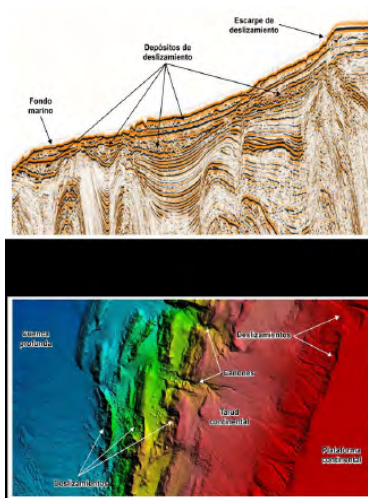 Escarpe de
deslizamiento
Depósitos de
deslizamiento
Fondo
marino
Cuenca
profunda
Deslizamientos
Cañones
Talud
continental
Plataforma
continental
Deslizamientos